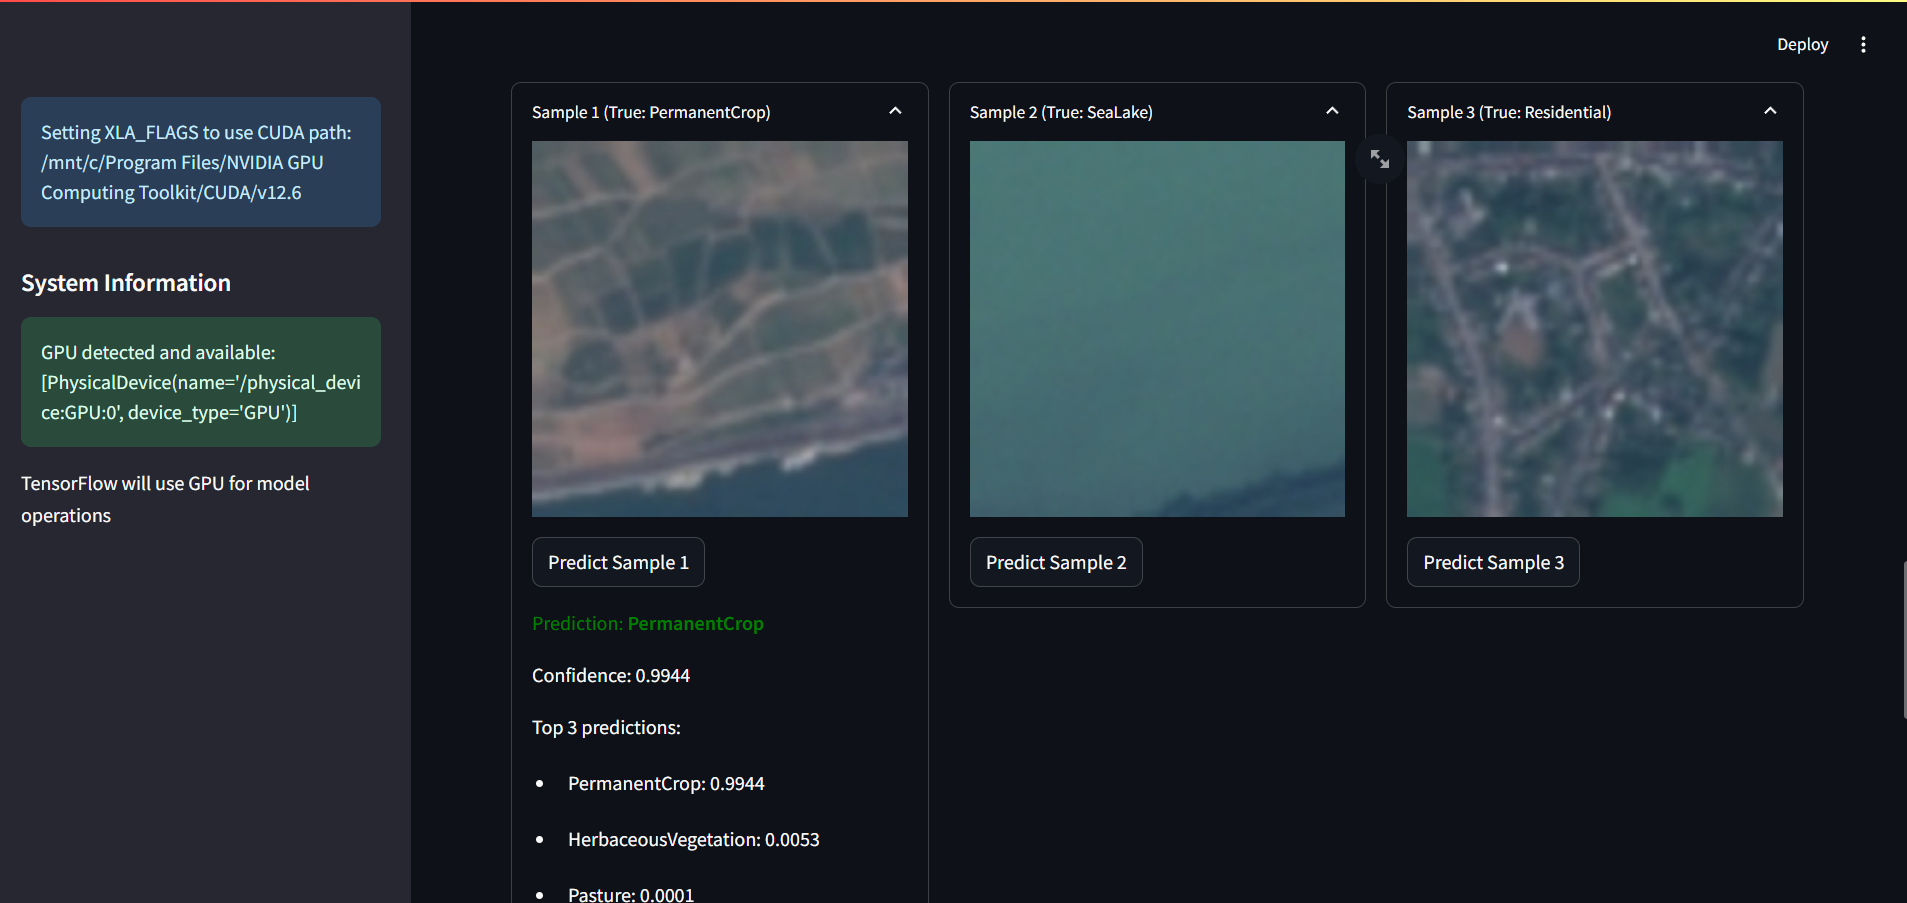 Deploy
Setting XLA_FLAGS to use CUDA path:
/mnt/c/Program Files/NVIDIA GPU
Computing Toolkit/CUDA/v12.6
System Information
GPU detected and available:
[PhysicalDevice(name='/physical_devi
ce:GPU:0', device_type='GPU')]
TensorFlow will use GPU for model
operations
Sample 1 (True: PermanentCrop)
Predict Sample 1
Prediction: PermanentCrop
Confidence: 0.9944
Top 3 predictions:
• PermanentCrop: 0.9944
• HerbaceousVegetation: 0.0053
• Pasture: 0.0001
Sample 2 (True: SeaLake)
Predict Sample 2
Sample 3 (True: Residential)
Predict Sample 3